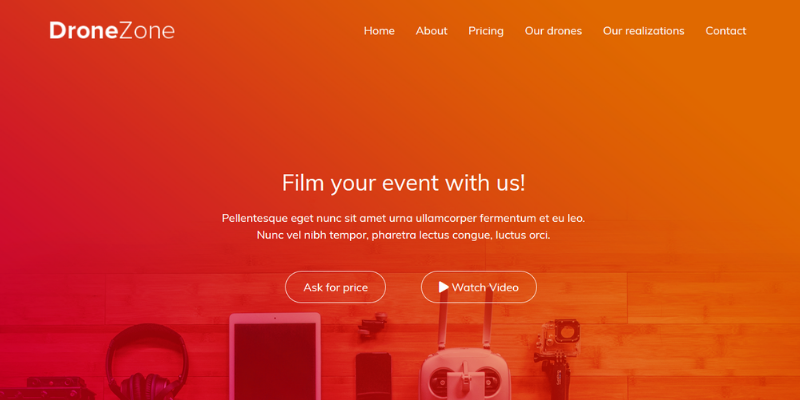 DroneZone
Home About Pricing Our drones Our realizations Contact
Film your event with us!
Pellentesque eget nunc sit amet urna ullamcorper fermentum et eu leo.
Nunc vel nibh tempor, pharetra lectus congue, luctus orci.
Ask for price Watch Video